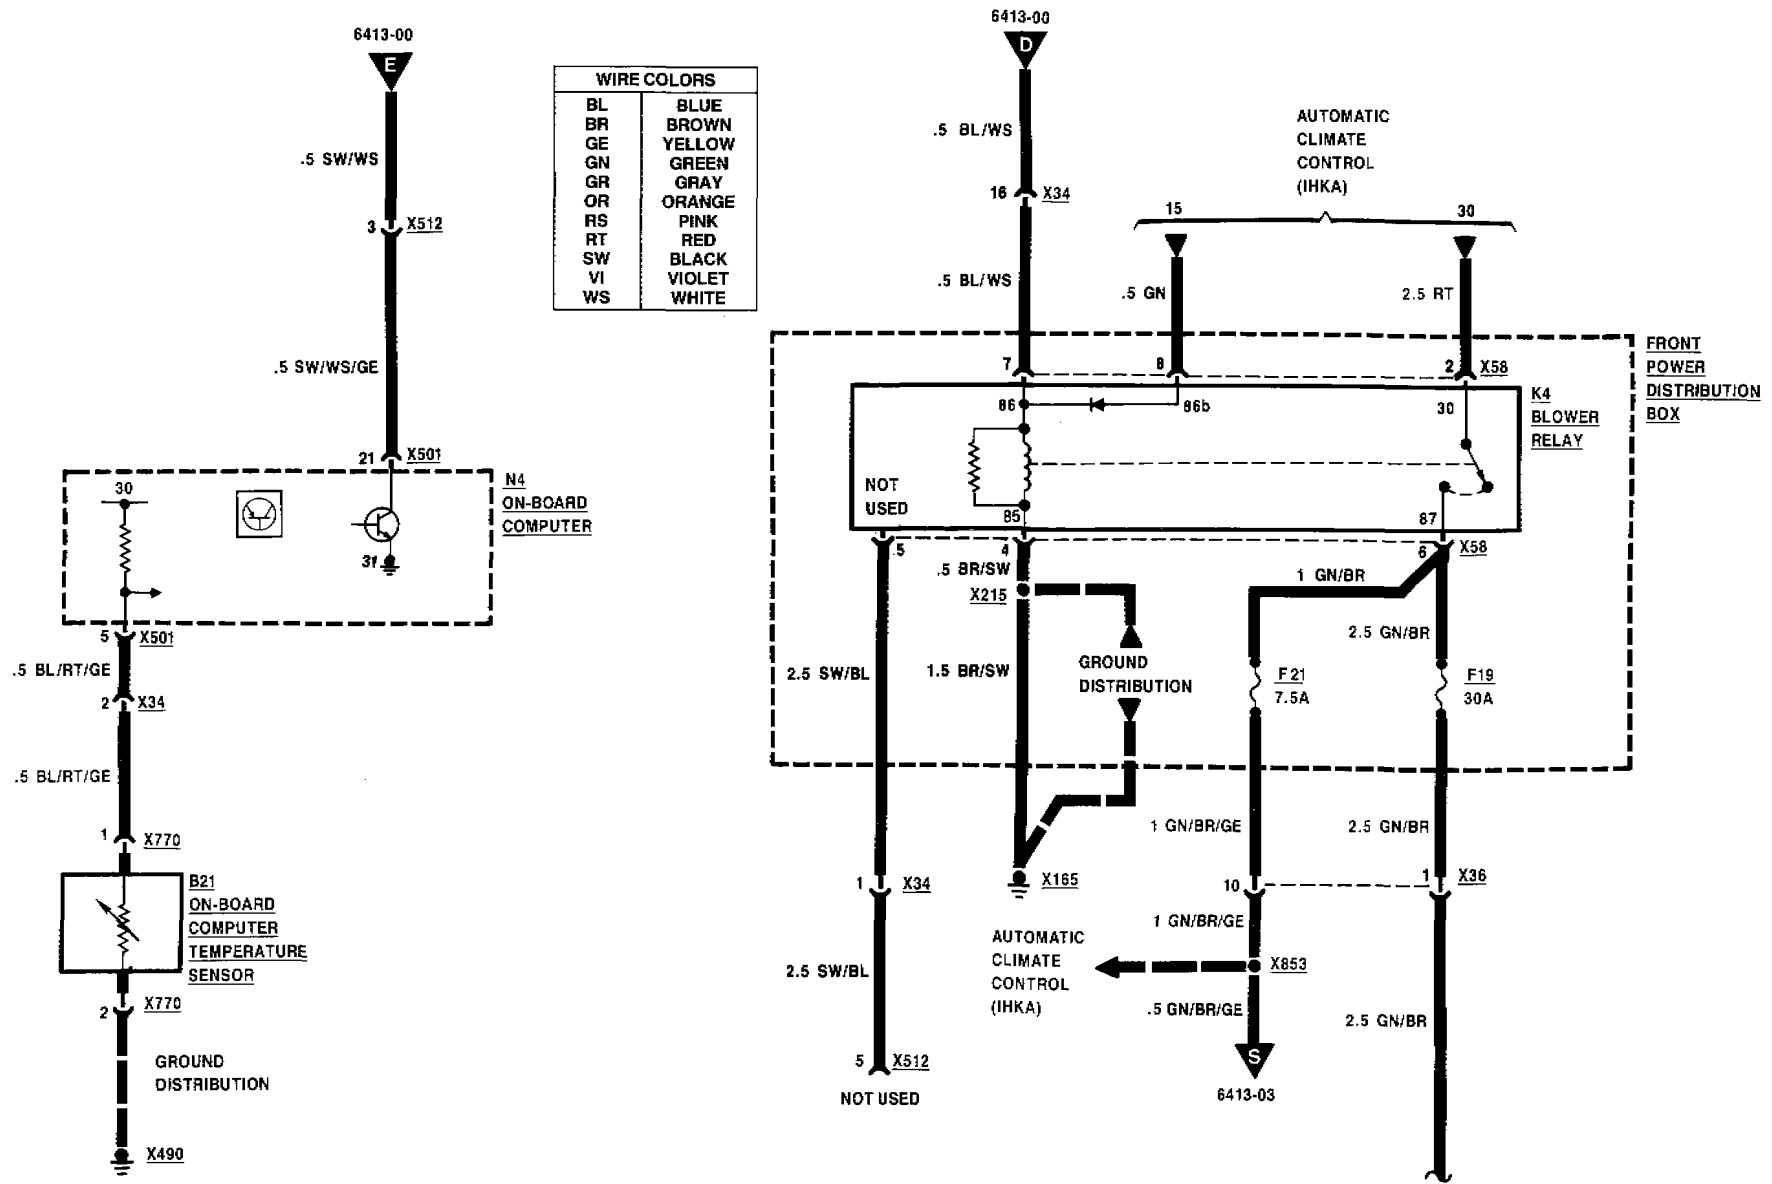 6413-00
E
.5 SW/WS
3 X512
.5 SW/WS/GE
21 X501
30
31
N4
ON-BOARD
COMPUTER
5 X501
.5 BL/RT/GE
2 X34
.5 BL/RT/GE
1 X770
B21
ON-BOARD
COMPUTER
TEMPERATURE
SENSOR
2 X770
GROUND
DISTRIBUTION
X490
WIRE COLORS
BL BLUE
BR BROWN
GE YELLOW
GN GREEN
GR GRAY
OR ORANGE
RS PINK
RT RED
SW BLACK
VI VIOLET
WS WHITE
6413-00
D
.5 BL/WS
16 X34
.5 BL/WS
AUTOMATIC
CLIMATE
CONTROL
(IHKA)
15 30
.5 GN 2.5 RT
FRONT
POWER
DISTRIBUTION
BOX
7 8 2 X58
86 86b 30
K4
BLOWER
RELAY
NOT
USED
85 87
5 4 6 X58
.5 BR/SW
X215
1 GN/BR
2.5 GN/BR
2.5 SW/BL
1.5 BR/SW
GROUND
DISTRIBUTION
F21
7.5A
F19
30A
1 GN/BR/GE
2.5 GN/BR
1 X34
X165
10 1 X36
1 GN/BR/GE
AUTOMATIC
CLIMATE
CONTROL
(IHKA)
X853
2.5 SW/BL
.5 GN/BR/GE
2.5 GN/BR
5 X512
NOT USED
S
6413-03